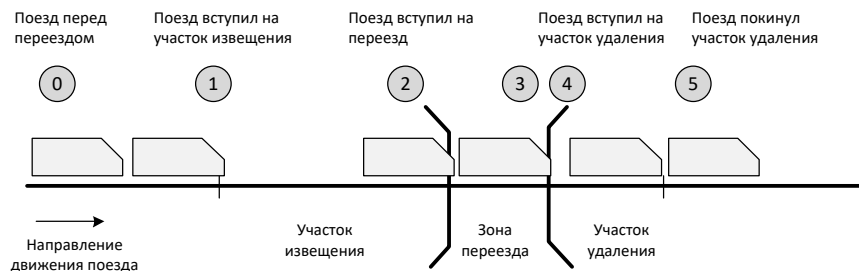 Поезд перед
переездом
Поезд вступил на
участок извещения
Поезд вступил на
переезд
Поезд вступил на
участок удаления
Поезд покинул
участок удаления
0
1
2
3
4
5
Направление
движения поезда
Участок
извещения
Зона
переезда
Участок
удаления